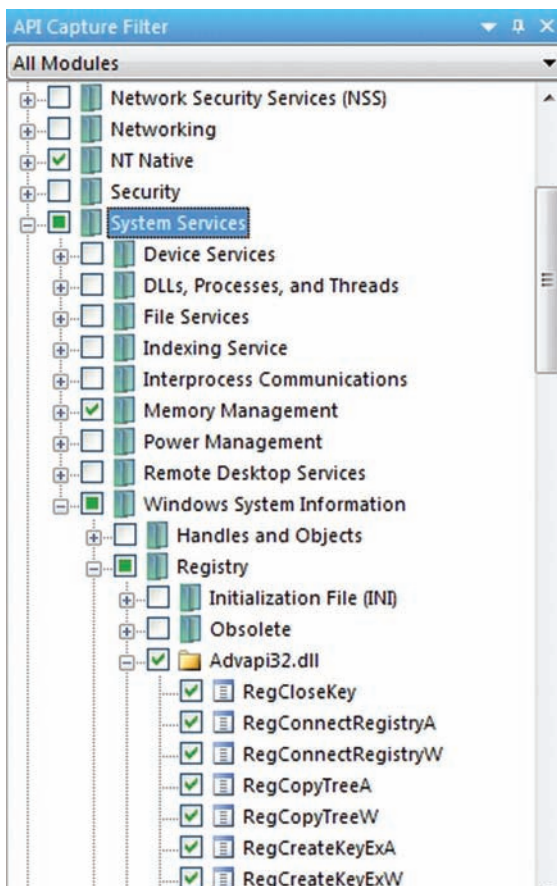 API Capture Filter
All Modules
Network Security Services (NSS)
Networking
NT Native
Security
System Services
Device Services
DLLs, Processes, and Threads
File Services
Indexing Service
Interprocess Communications
Memory Management
Power Management
Remote Desktop Services
Windows System Information
Handles and Objects
Registry
Initialization File (INI)
Obsolete
Advapi32.dll
RegCloseKey
RegConnectRegistryA
RegConnectRegistryW
RegCopyTreeA
RegCopyTreeW
RegCreateKeyExA
RegCreateKeyExW